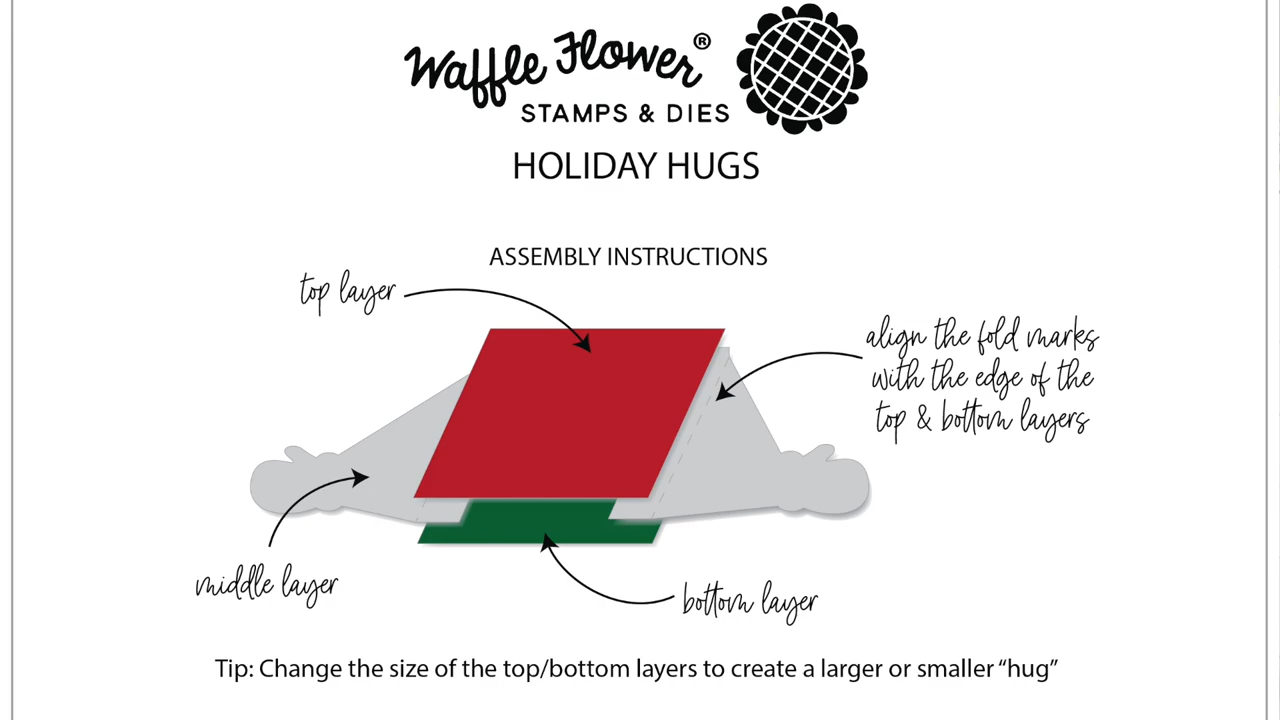 Waffle Flower®
STAMPS & DIES
HOLIDAY HUGS
ASSEMBLY INSTRUCTIONS
top layer
align the fold marks
with the edge of the
top & bottom layers
middle layer
bottom layer
Tip: Change the size of the top/bottom layers to create a larger or smaller “hug”